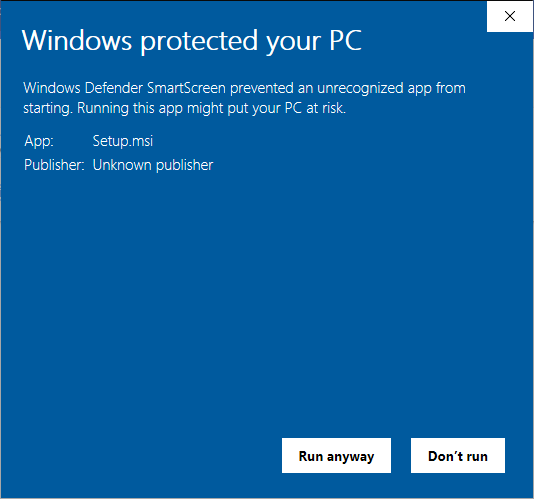 Windows protected your PC
Windows Defender SmartScreen prevented an unrecognized app from
starting. Running this app might put your PC at risk.
App: Setup.msi
Publisher: Unknown publisher
Run anyway Don’t run